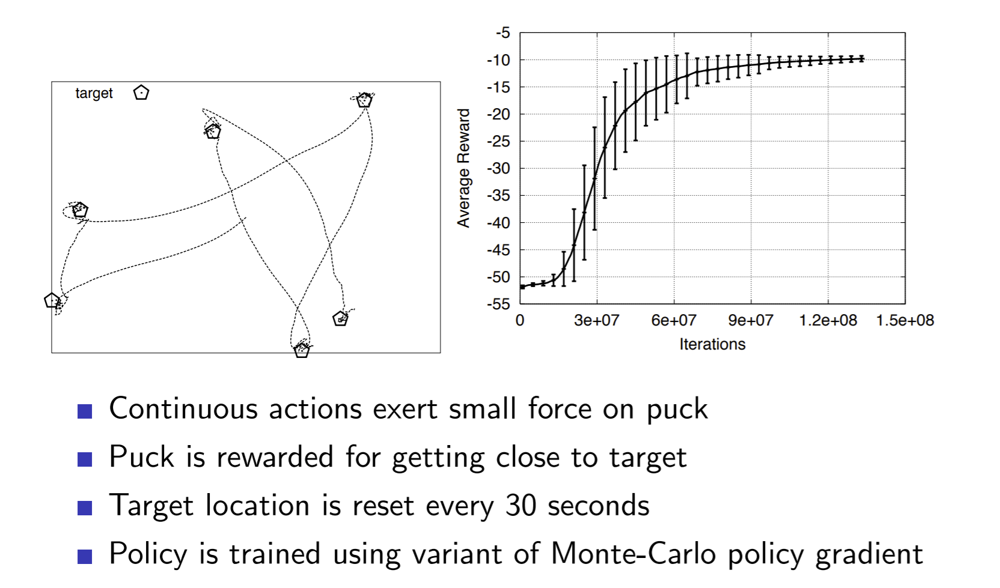 target
-5
-10
-15
-20
-25
-30
-35
-40
-45
-50
-55
Average Reward
0 3e+07 6e+07 9e+07 1.2e+08 1.5e+08
Iterations
Continuous actions exert small force on puck
Puck is rewarded for getting close to target
Target location is reset every 30 seconds
Policy is trained using variant of Monte-Carlo policy gradient